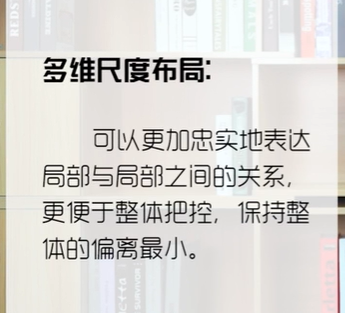 多维尺度布局:
可以更加忠实地表达
局部与局部之间的关系,
更便于整体把控, 保持整
体的偏离最小。
REDS
SURVIVOR